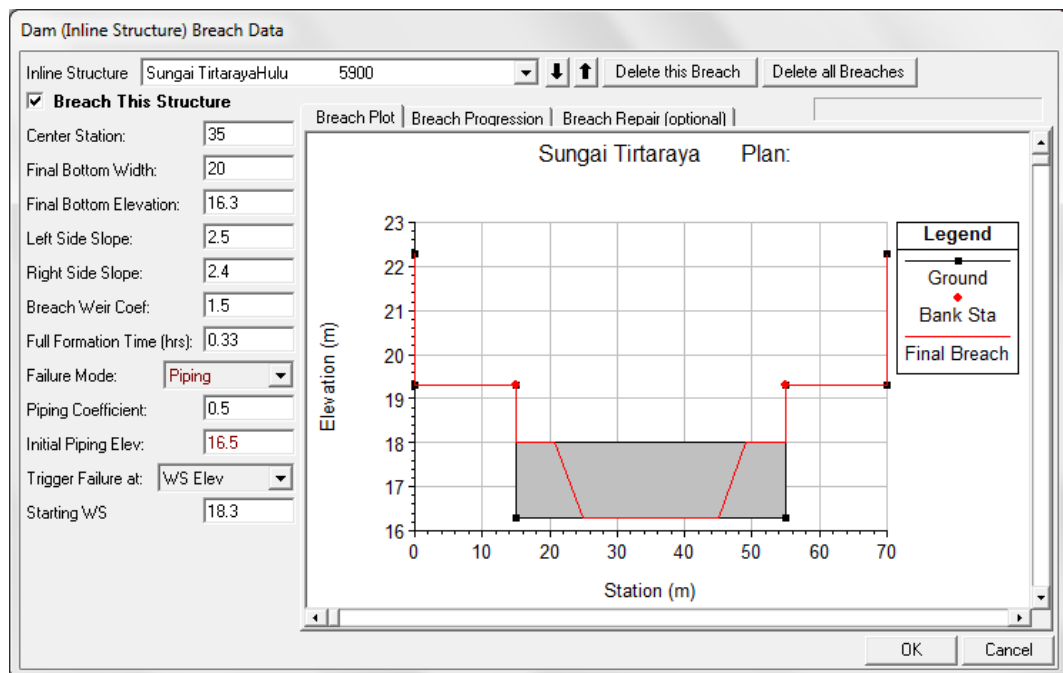 Dam (Inline Structure) Breach Data
Inline Structure Sungai TirtarayaHulu 5900 Delete this Breach Delete all Breaches
Breach This Structure
Center Station: 35
Final Bottom Width: 20
Final Bottom Elevation: 16.3
Left Side Slope: 2.5
Right Side Slope: 2.4
Breach Weir Coef: 1.5
Full Formation Time (hrs): 0.33
Failure Mode: Piping
Piping Coefficient: 0.5
Initial Piping Elev: 16.5
Trigger Failure at: WS Elev
Starting WS 18.3
Breach Plot Breach Progression Breach Repair (optional)
Sungai Tirtaraya Plan:
Elevation (m)
23
22
21
20
19
18
17
16
0 10 20 30 40 50 60 70
Station (m)
Legend
Ground
Bank Sta
Final Breach
OK Cancel